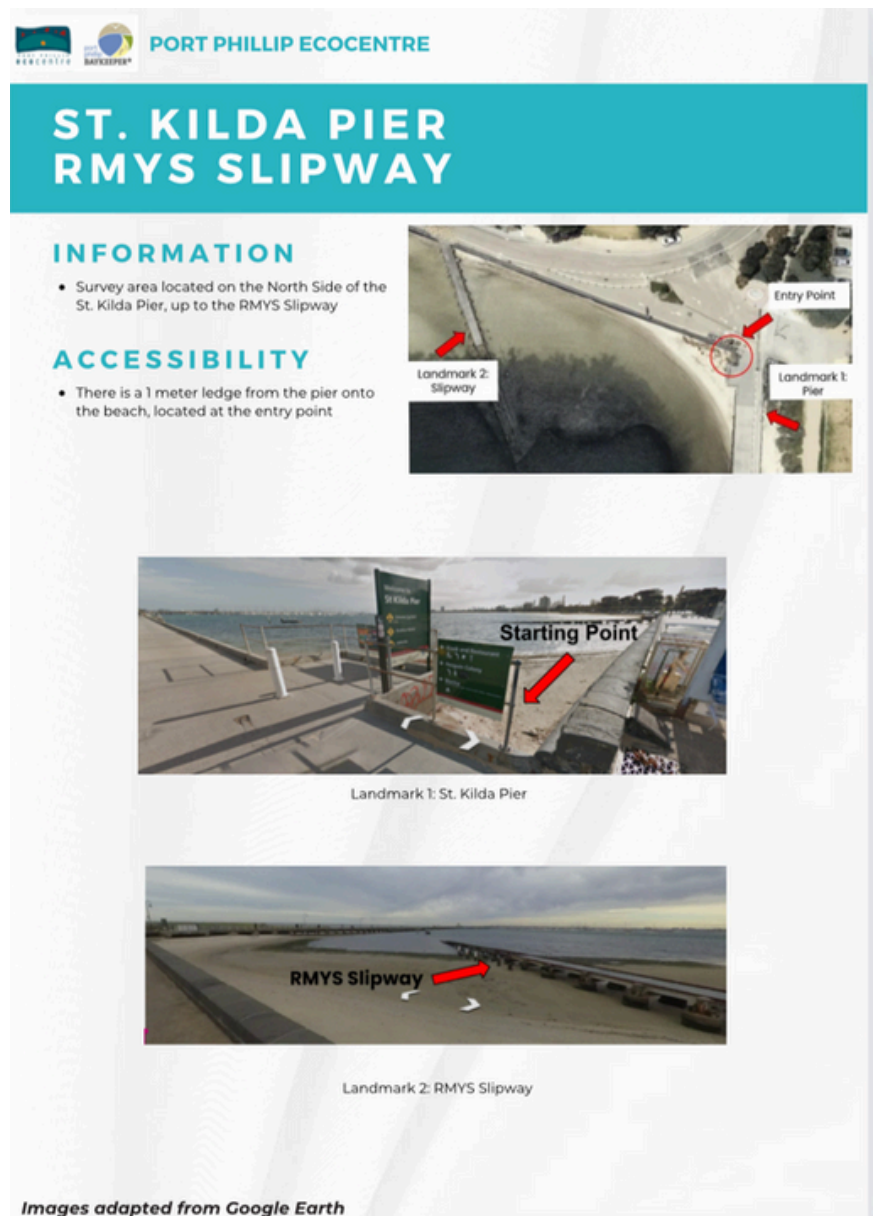 PORT PHILLIP ECOCENTRE
ST. KILDA PIER
RMYS SLIPWAY
INFORMATION
• Survey area located on the North Side of the
St. Kilda Pier, up to the RMYS Slipway
ACCESSIBILITY
• There is a 1 meter ledge from the pier onto
the beach, located at the entry point
Entry Point
Landmark 2:
Slipway
Landmark 1:
Pier
St Kilda Pier
Starting Point
Landmark 1: St. Kilda Pier
RMYS Slipway
Landmark 2: RMYS Slipway
Images adapted from Google Earth